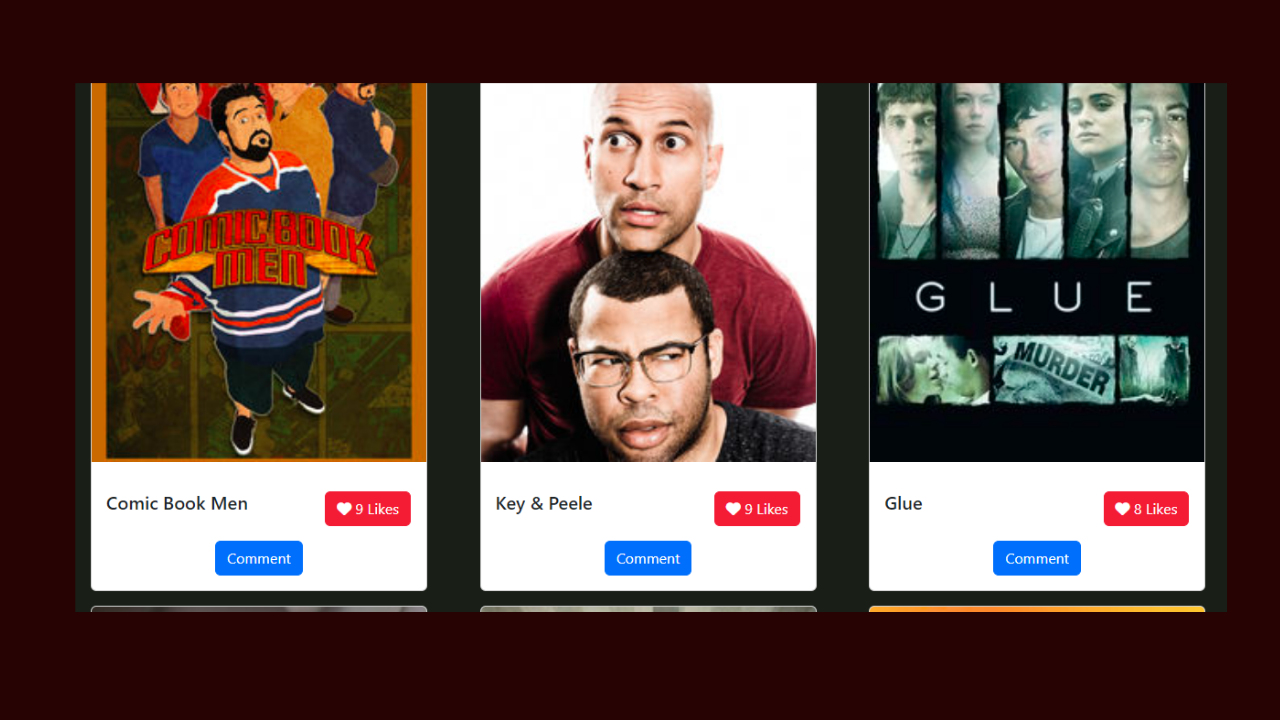 COMIC BOOK
MEN
GLUE
MURDER
Comic Book Men
9 Likes
Comment
Key & Peele
9 Likes
Comment
Glue
8 Likes
Comment